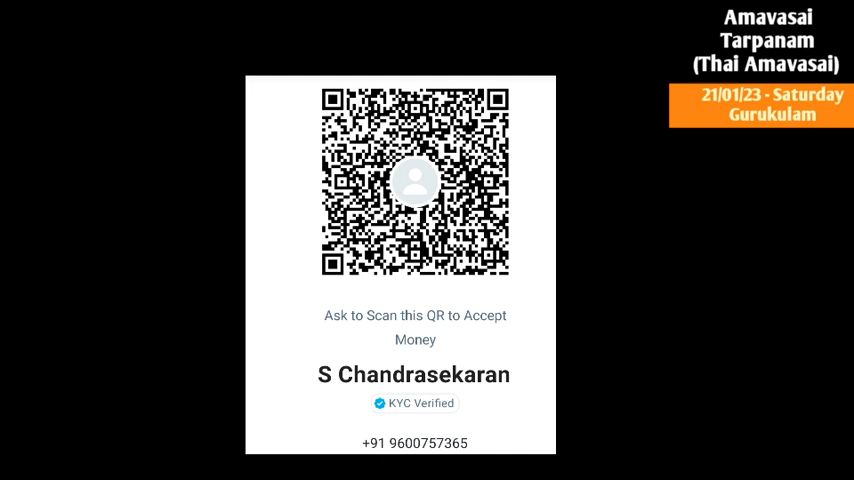 Amavasai
Tarpanam
(Thai Amavasai)
21/01/23 - Saturday
Gurukulam
Ask to Scan this QR to Accept
Money
S Chandrasekaran
KYC Verified
+91 9600757365